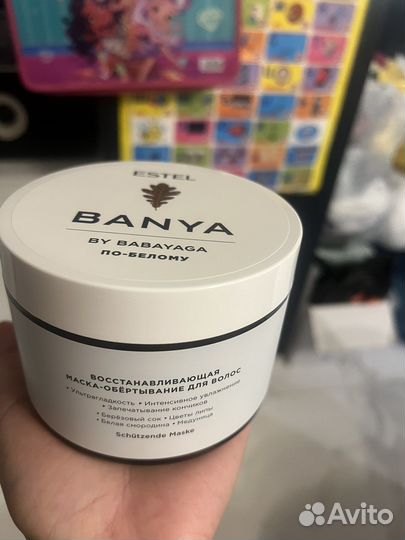 ESTEL
BANYA
BY BABAYAGA
ПО-БЕЛОМУ
ВОССТАНАВЛИВАЮЩАЯ
МАСКА-ОБЁРТЫВАНИЕ ДЛЯ ВОЛОС
• Ультрагладкость • Интенсивное увлажнение
• Запечатывание кончиков
• Берёзовый сок • Цветы липы
• Белая смородина • Медуница
Schützende Maske
Avito